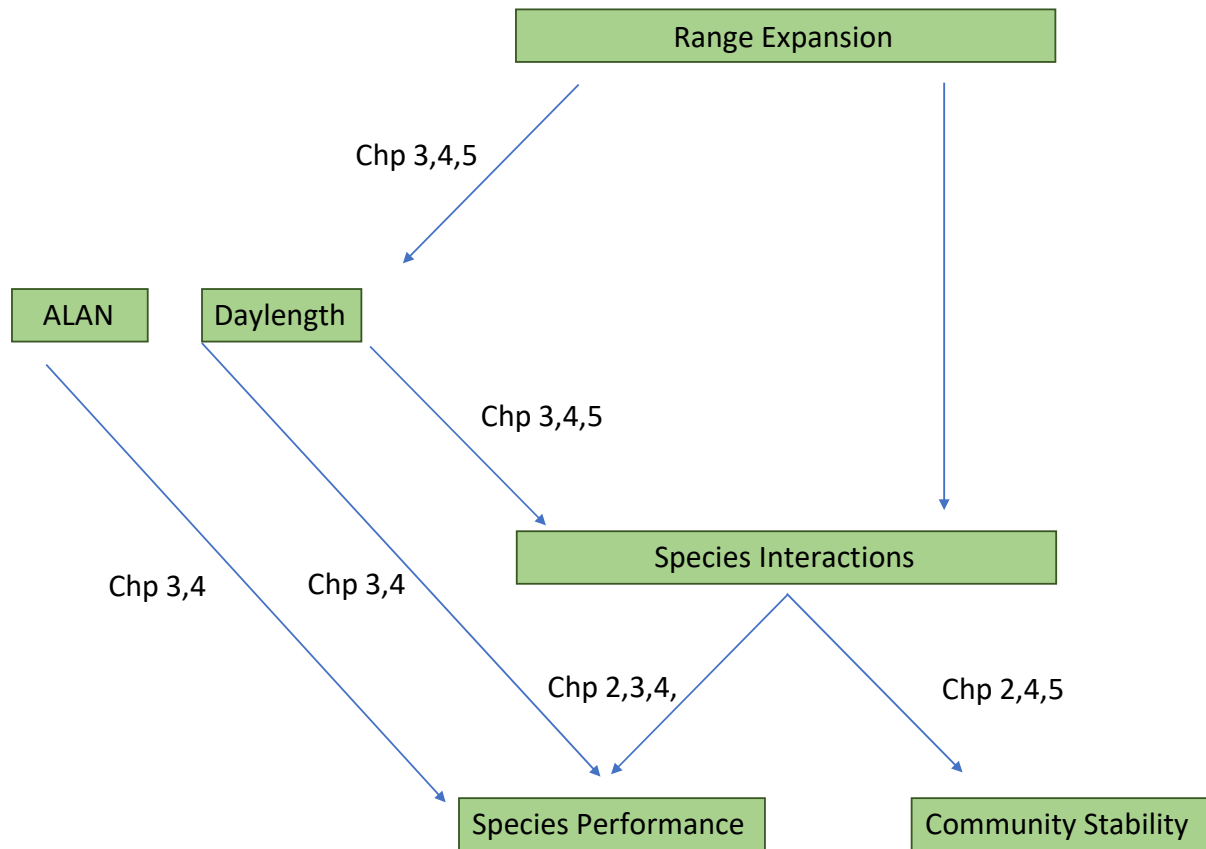 Range Expansion
Chp 3,4,5
ALAN
Daylength
Chp 3,4,5
Species Interactions
Chp 3,4
Chp 3,4
Chp 2,3,4,
Chp 2,4,5
Species Performance
Community Stability